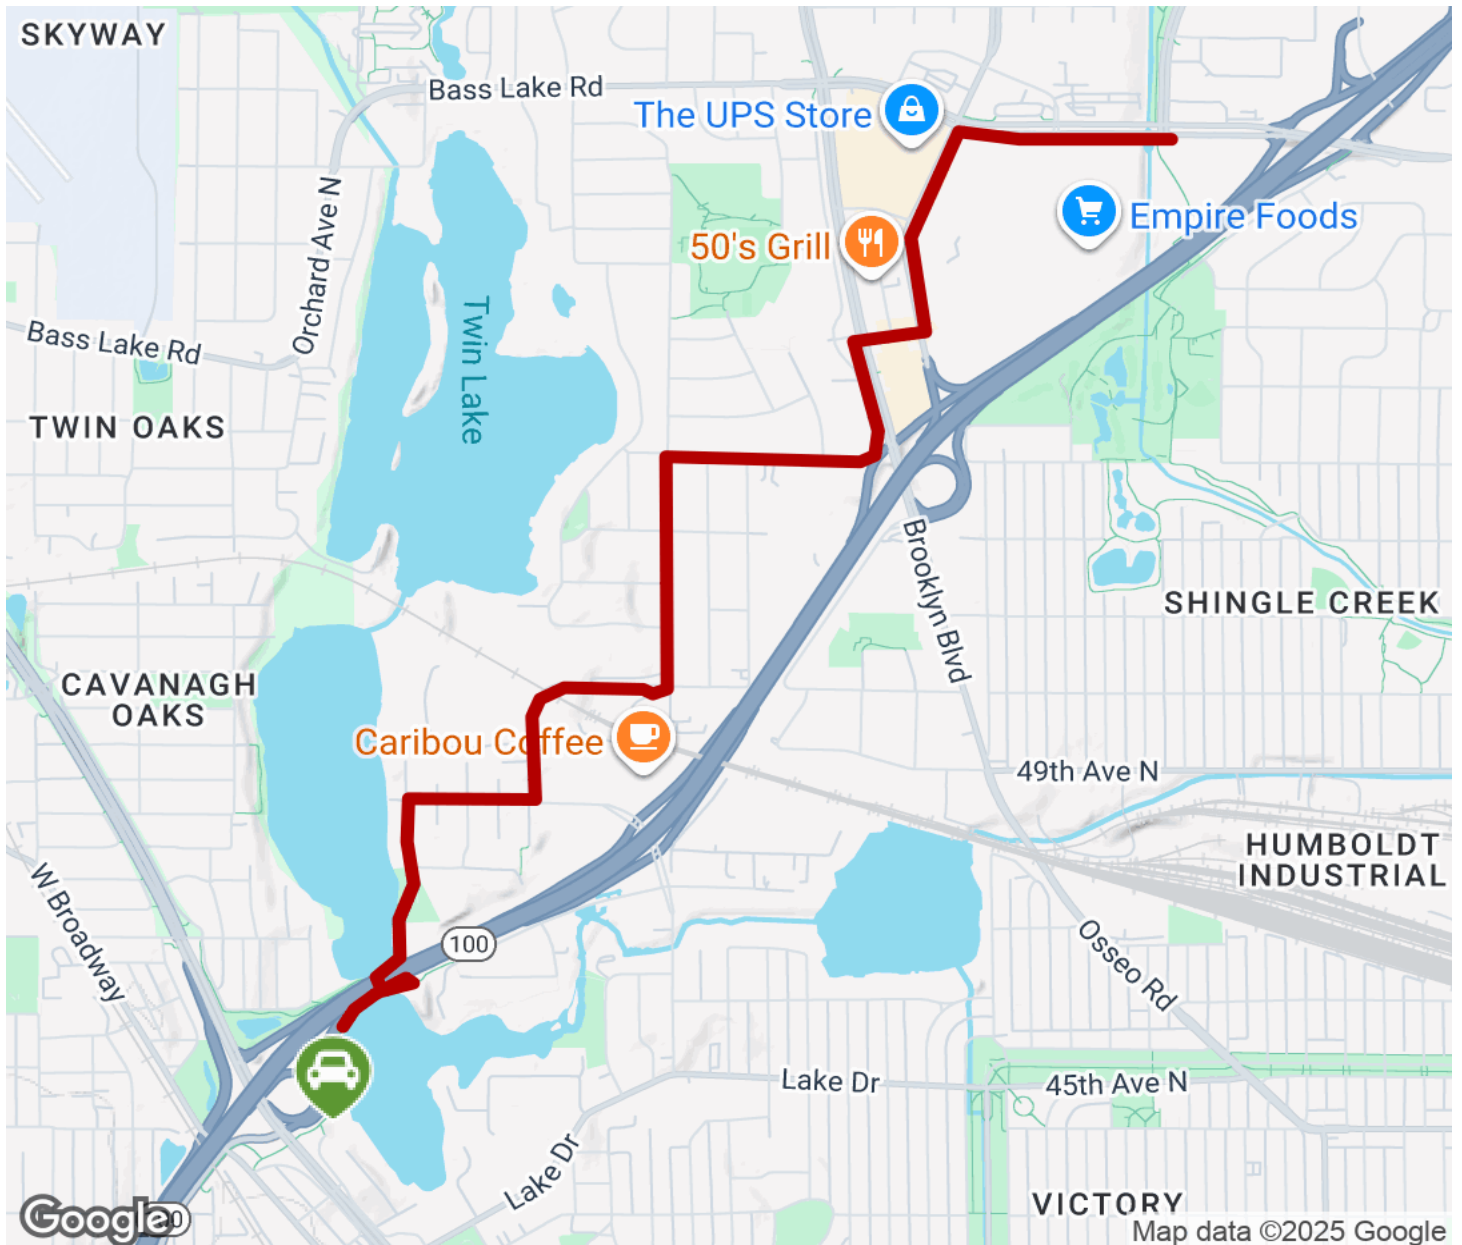 SKYWAY
Bass Lake Rd
The UPS Store
Orchard Ave N
50's Grill
Empire Foods
Bass Lake Rd
Twin Lake
TWIN OAKS
Brooklyn Blvd
SHINGLE CREEK
CAVANAGH
OAKS
Caribou Coffee
49th Ave N
HUMBOLDT
INDUSTRIAL
W Broadway
100
Osseo Rd
Lake Dr
45th Ave N
Lake Dr
VICTORY
Google
Map data ©2025 Google